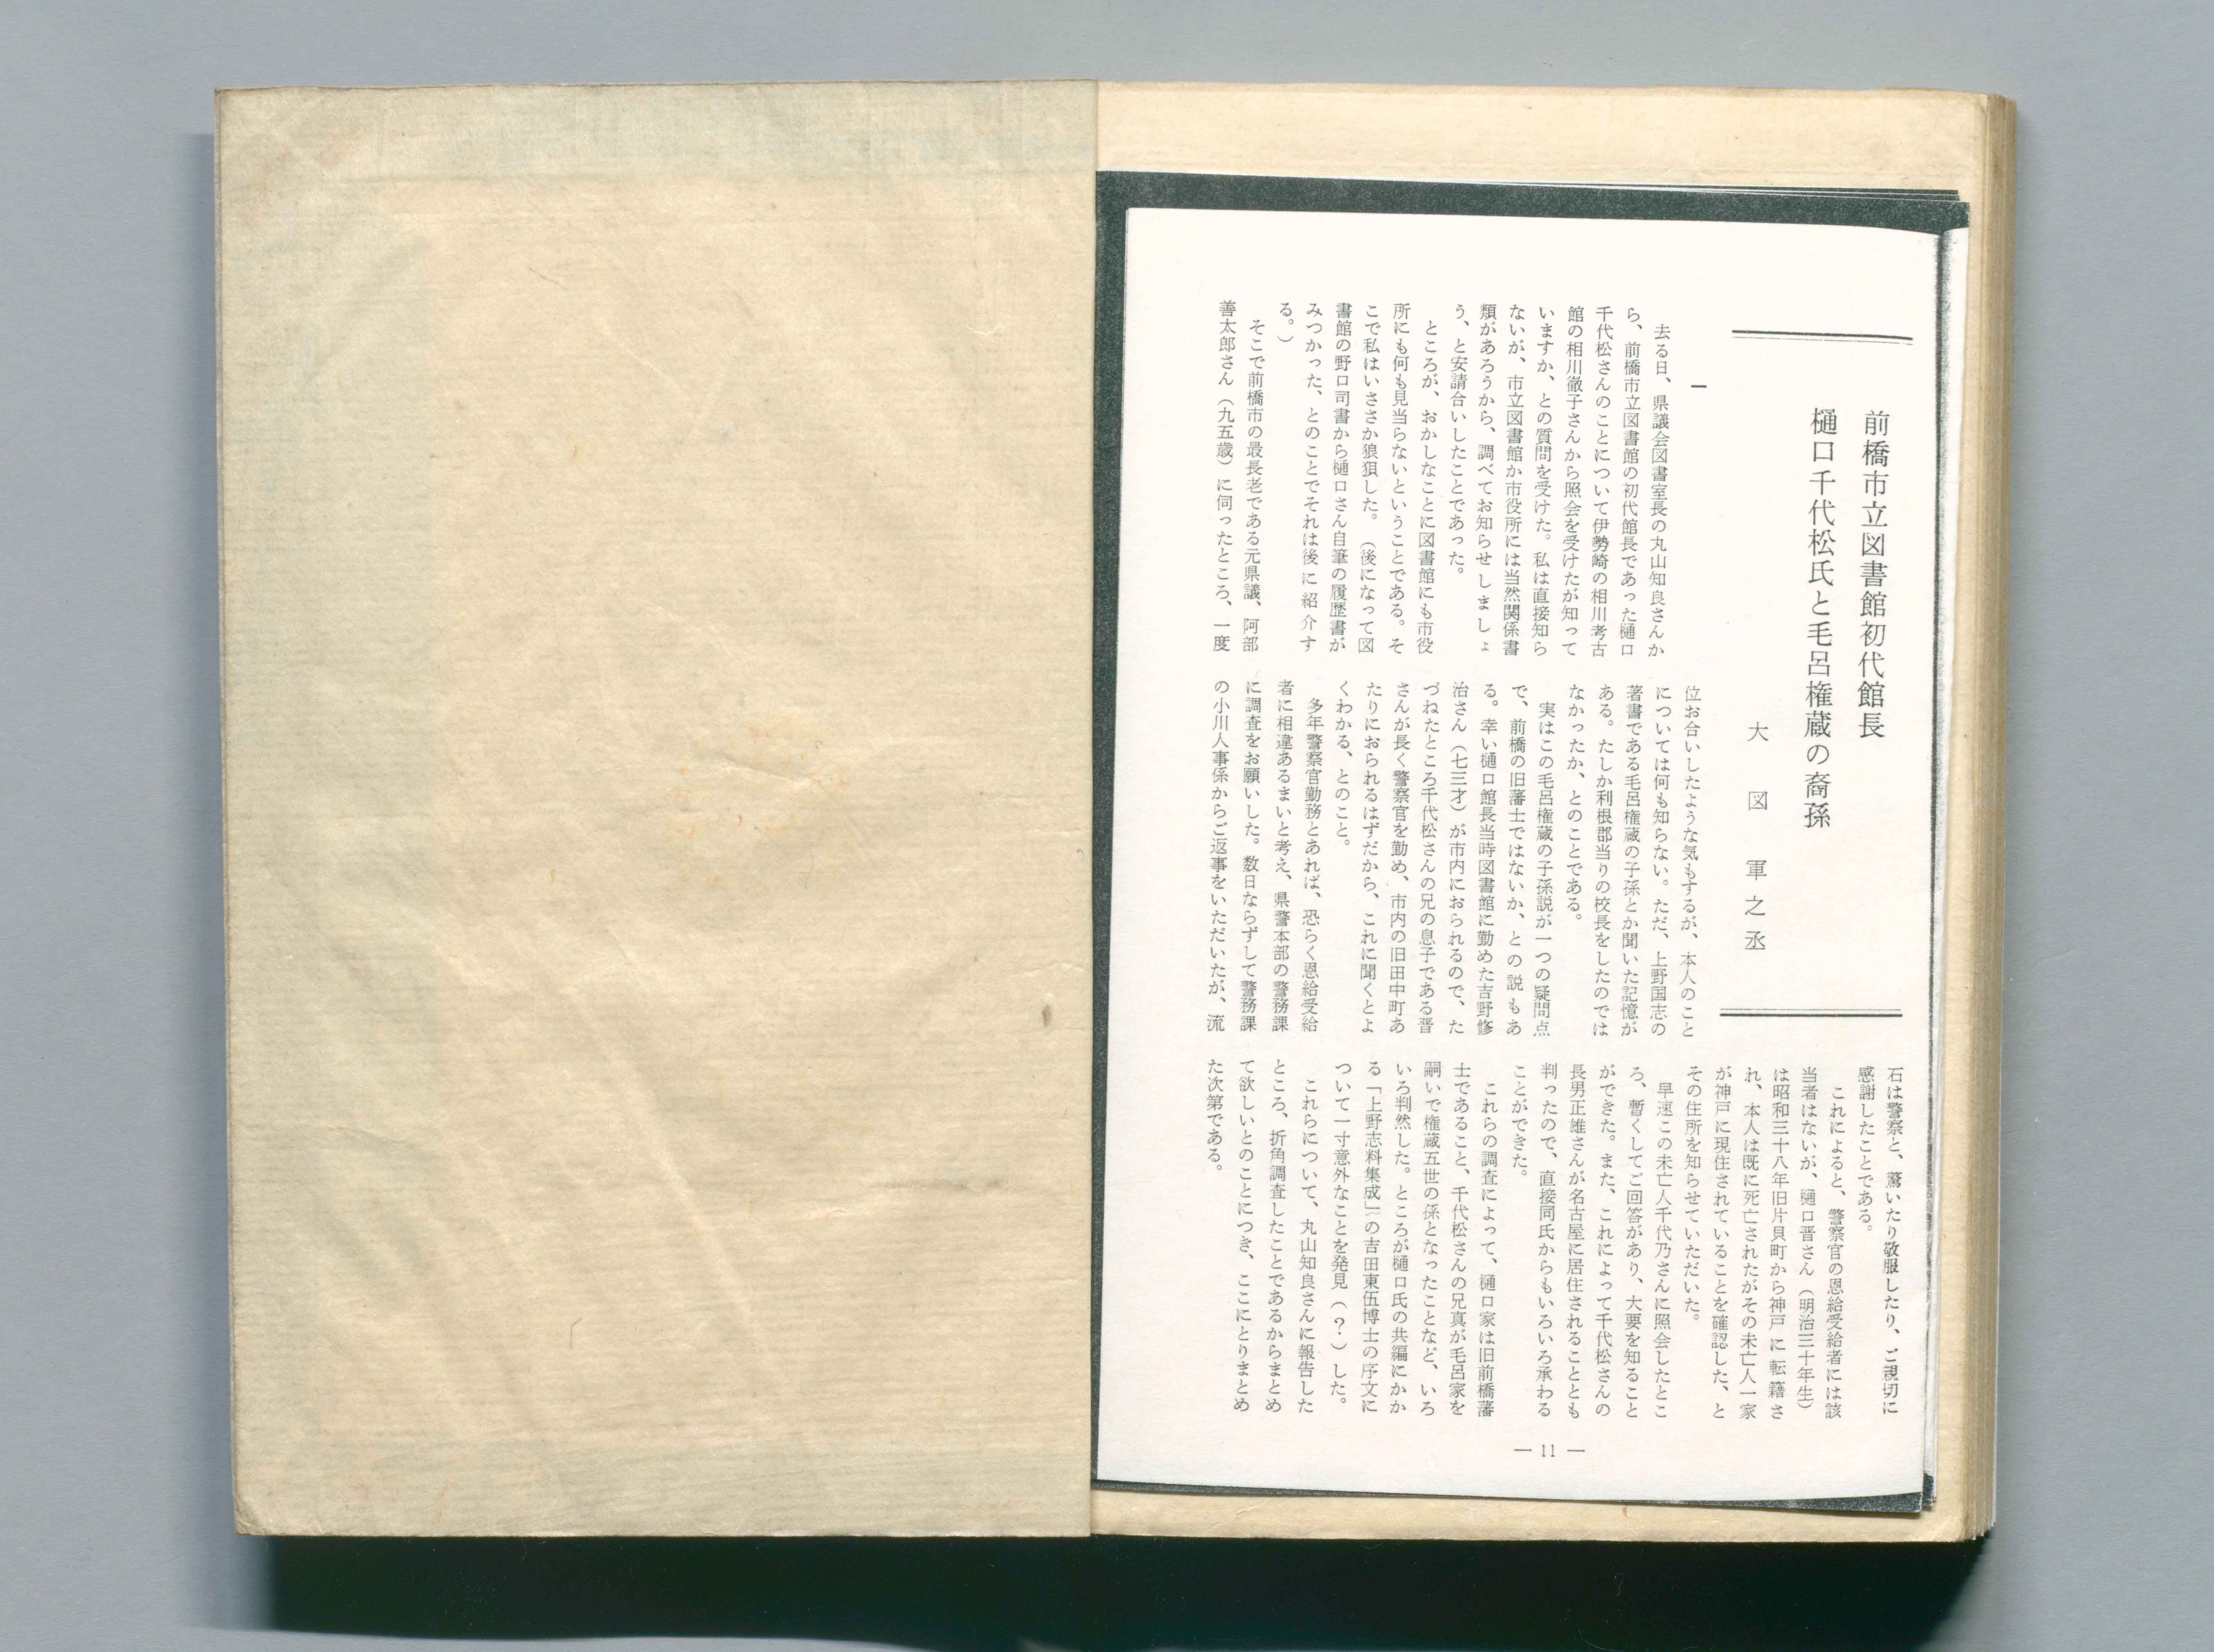 前橋市立図書館初代館長
樋口千代松氏と毛呂権蔵の裔孫
大図軍之丞
一
去る日、県議会図書室長の丸山知良さんか
ら、前橋市立図書館の初代館長であった樋口
千代松さんのことについて伊勢崎の相川考古
館の相川徹子さんから照会を受けたが知って
いますか、との質問を受けた。私は直接知ら
ないが、市立図書館か市役所には当然関係書
類があろうから、調べてお知らせしましょ
う、と安請合いしたことであった。
ところが、おかしなことに図書館にも市役
所にも何も見当らないということである。そ
こで私はいささか狼狽した。（後になって図
書館の野口司書から樋口さん自筆の履歴書が
みつかった、とのことでそれは後に紹介す
る。）
そこで前橋市の最長老である元県議、阿部
善太郎さん（九五歳）に伺ったところ、一度
位お合いしたような気もするが、本人のこと
については何も知らない。ただ、上野国志の
著書である毛呂権蔵の子孫とか聞いた記憶が
ある。たしか利根郡当りの校長をしたのでは
なかったか、とのことである。
実はこの毛呂権蔵の子孫説が一つの疑問点
で、前橋の旧藩士ではないか、との説もあ
る。幸い樋口館長当時図書館に勤めた吉野修
治さん（七三才）が市内におられるので、た
づねたところ千代松さんの兄の息子である晋
さんが長く警察官を勤め、市内の旧田中町あ
たりにおられるはずだから、これに聞くとよ
くわかる、とのこと。
多年警察官勤務とあれば、恐らく恩給受給
者に相違あるまいと考え、県警本部の警務課
に調査をお願いした。数日ならずして警務課
の小川人事係からご返事をいただいたが、流
石は警察と、驚いたり敬服したり、ご親切に
感謝したことである。
これによると、警察官の恩給受給者には該
当者はないが、樋口晋さん（明治三十年生）
は昭和三十八年旧片貝町から神戸に転籍さ
れ、本人は既に死亡されたがその未亡人一家
が神戸に現住されていることを確認した、と
その住所を知らせていただいた。
早速この未亡人千代乃さんに照会したとこ
ろ、暫くしてご回答があり、大要を知ること
ができた。また、これによって千代松さんの
長男正雄さんが名古屋に居住されることとも
判ったので、直接同氏からもいろいろ承わる
ことができた。
これらの調査によって、樋口家は旧前橋藩
士であること、千代松さんの兄真が毛呂家を
嗣いで権蔵五世の孫となったことなど、いろ
いろ判然した。ところが樋口氏の共編にかか
る「上野志料集成」の吉田東伍博士の序文に
ついて一寸意外なことを発見（？）した。
これらについて、丸山知良さんに報告した
ところ、折角調査したことであるからまとめ
て欲しいとのことにつき、ここにとりまとめ
た次第である。
— 11 —